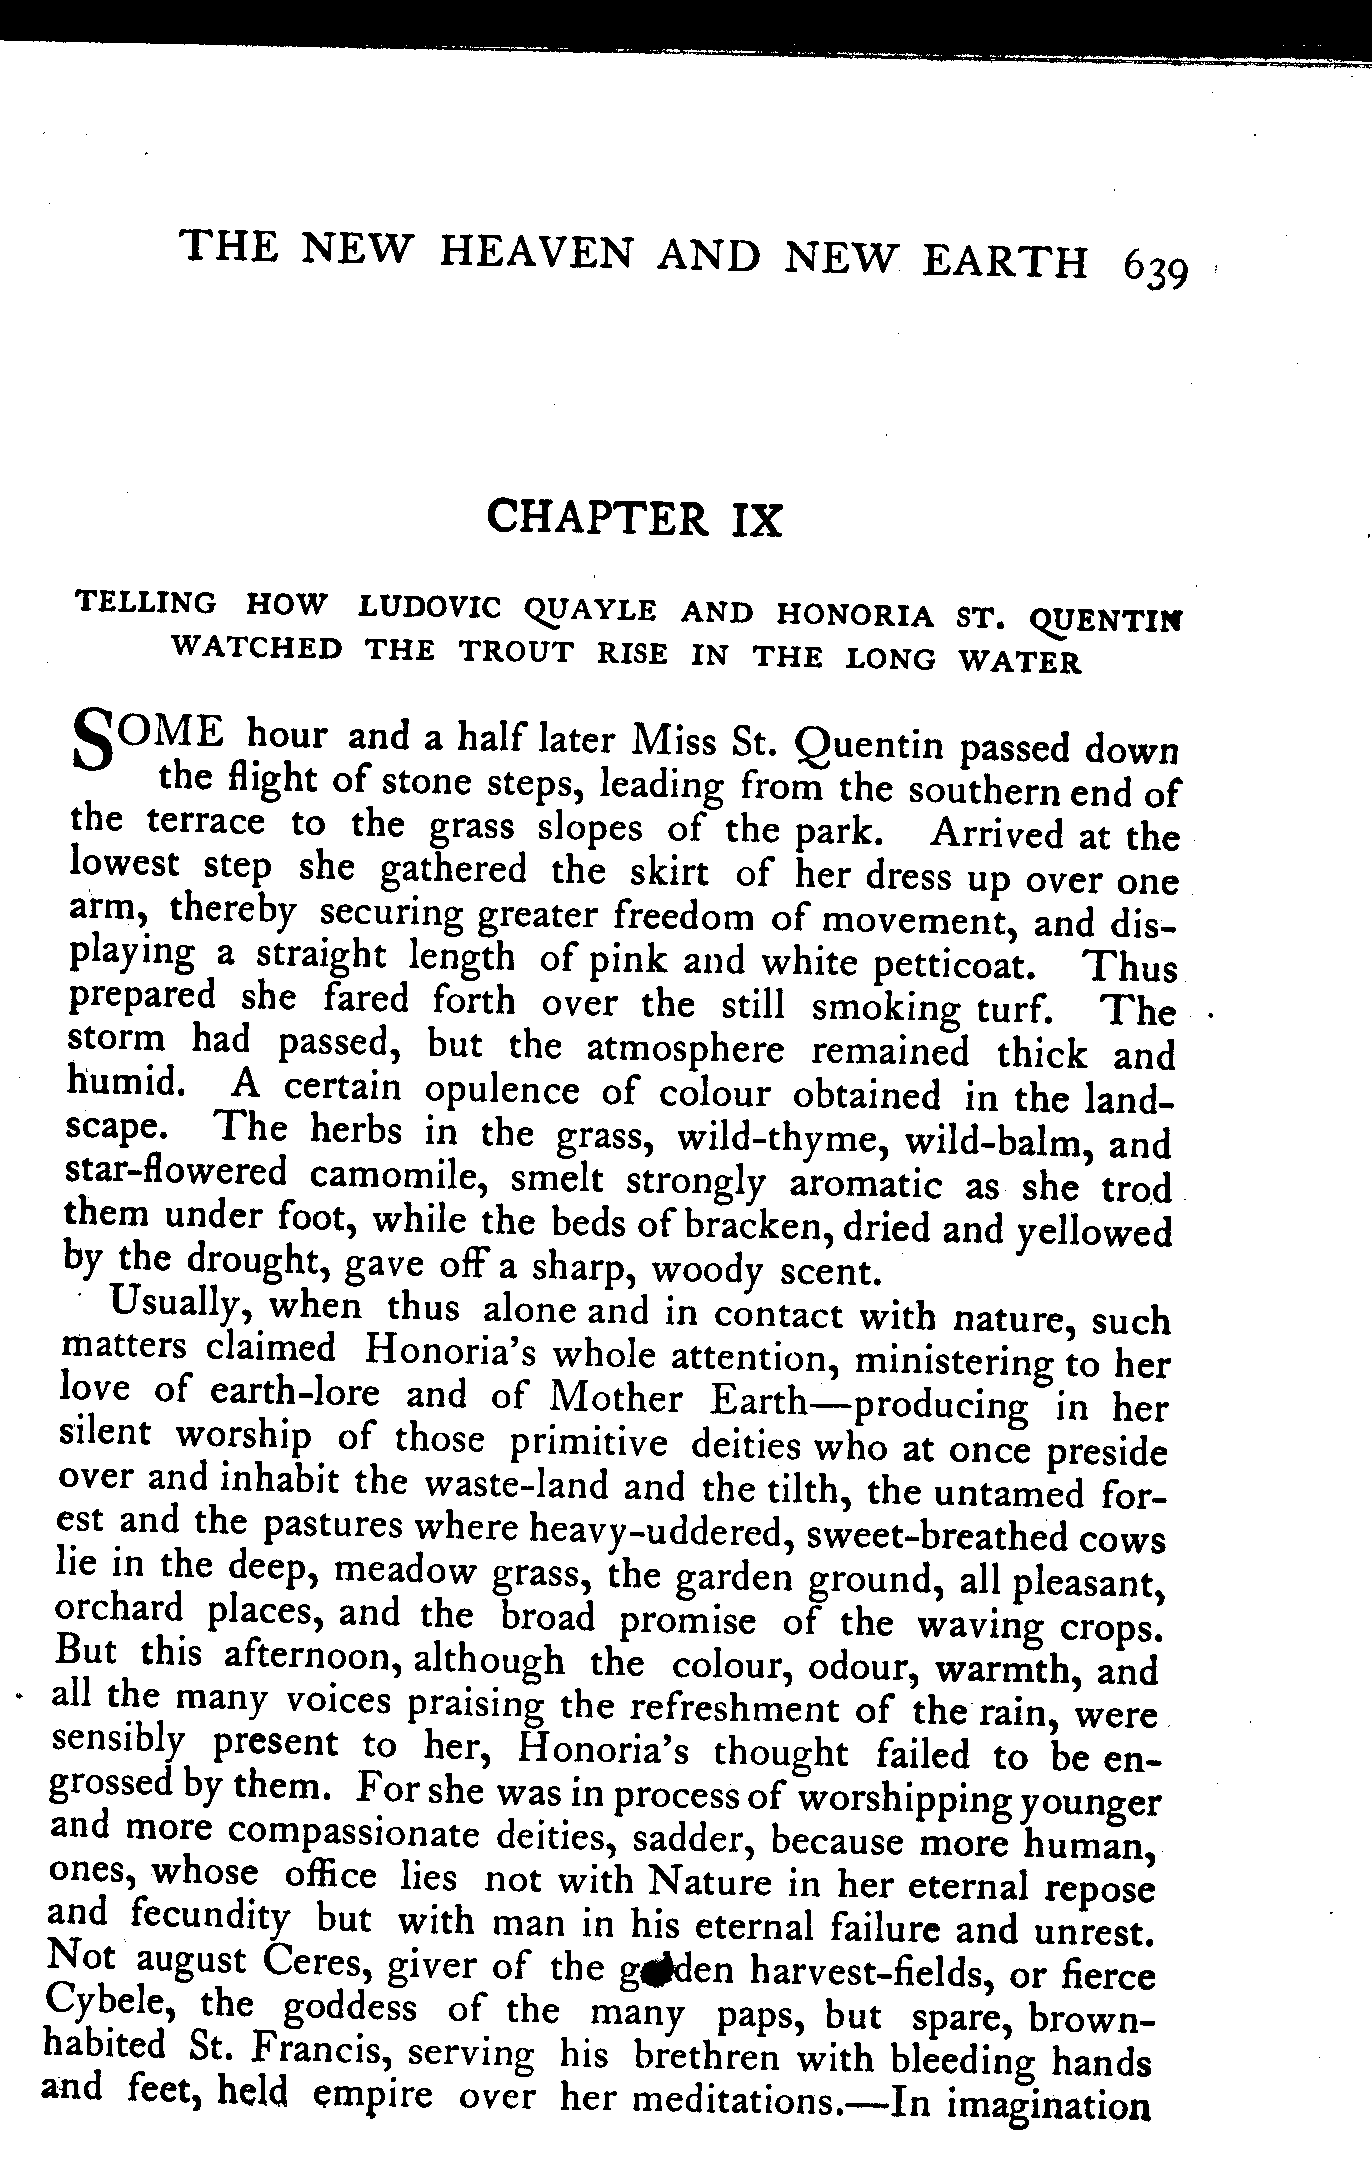 THE NEW HEAVEN AND NEW EARTH 639
CHAPTER IX
TELLING HOW LUDOVIC QUAYLE AND HONORIA ST. QUENTIN
WATCHED THE TROUT RISE IN THE LONG WATER
SOME hour and a half later Miss St. Quentin passed down
the flight of stone steps, leading from the southern end of
the terrace to the grass slopes of the park. Arrived at the
lowest step she gathered the skirt of her dress up over one
arm, thereby securing greater freedom of movement, and dis-
playing a straight length of pink and white petticoat. Thus
prepared she fared forth over the still smoking turf. The
storm had passed, but the atmosphere remained thick and
humid. A certain opulence of colour obtained in the land-
scape. The herbs in the grass, wild-thyme, wild-balm, and
star-flowered camomile, smelt strongly aromatic as she trod
them under foot, while the beds of bracken, dried and yellowed
by the drought, gave off a sharp, woody scent.
Usually, when thus alone and in contact with nature, such
matters claimed Honoria's whole attention, ministering to her
love of earth-lore and of Mother Earth—producing in her
silent worship of those primitive deities who at once preside
over and inhabit the waste-land and the tilth, the untamed for-
est and the pastures where heavy-uddered, sweet-breathed cows
lie in the deep, meadow grass, the garden ground, all pleasant,
orchard places, and the broad promise of the waving crops.
But this afternoon, although the colour, odour, warmth, and
all the many voices praising the refreshment of the rain, were
sensibly present to her, Honoria's thought failed to be en-
grossed by them. For she was in process of worshipping younger
and more compassionate deities, sadder, because more human,
ones, whose office lies not with Nature in her eternal repose
and fecundity but with man in his eternal failure and unrest.
Not august Ceres, giver of the golden harvest-fields, or fierce
Cybele, the goddess of the many paps, but spare, brown-
habited St. Francis, serving his brethren with bleeding hands
and feet, held empire over her meditations.—In imagination